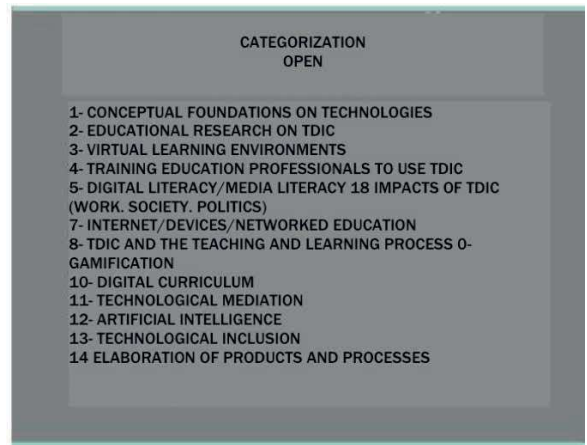 CATEGORIZATION
OPEN
1- CONCEPTUAL FOUNDATIONS ON TECHNOLOGIES
2- EDUCATIONAL RESEARCH ON TDIC
3- VIRTUAL LEARNING ENVIRONMENTS
4- TRAINING EDUCATION PROFESSIONALS TO USE TDIC
5- DIGITAL LITERACY/MEDIA LITERACY 18 IMPACTS OF TDIC
(WORK. SOCIETY. POLITICS)
7- INTERNET/DEVICES/NETWORKED EDUCATION
8- TDIC AND THE TEACHING AND LEARNING PROCESS 0-
GAMIFICATION
10- DIGITAL CURRICULUM
11- TECHNOLOGICAL MEDIATION
12- ARTIFICIAL INTELLIGENCE
13- TECHNOLOGICAL INCLUSION
14 ELABORATION OF PRODUCTS AND PROCESSES